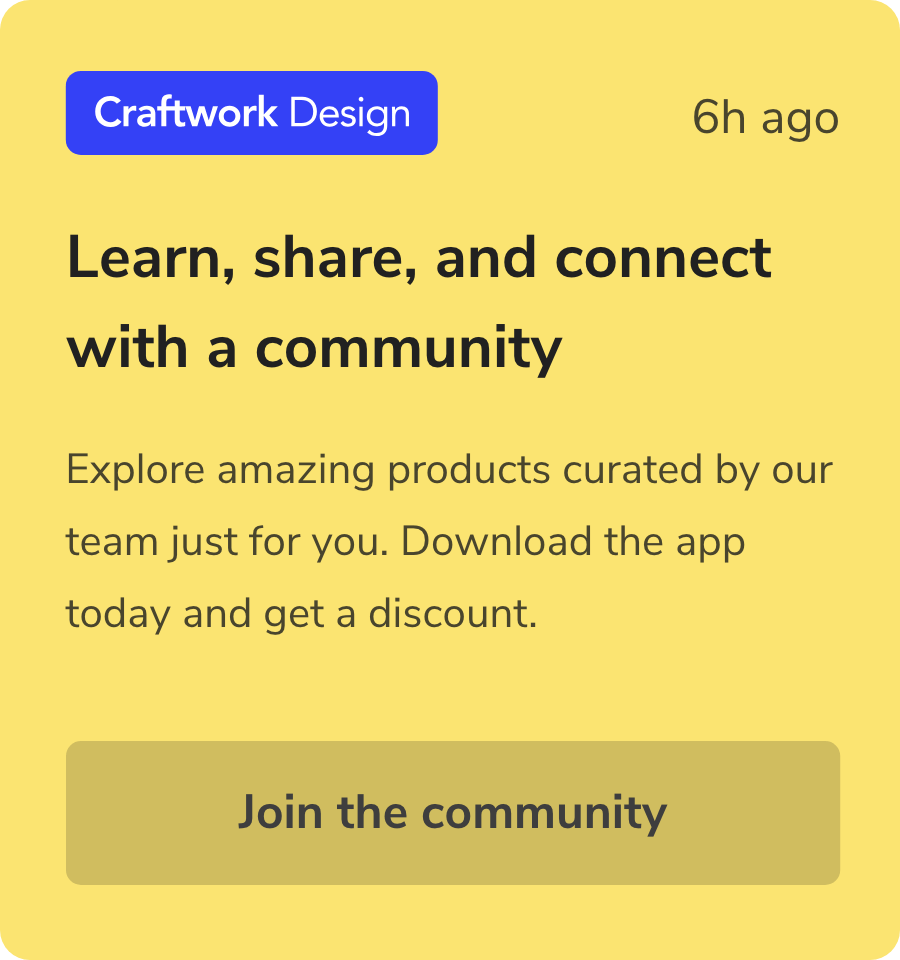 Craftwork Design
6h ago
Learn, share, and connect
with a community
Explore amazing products curated by our
team just for you. Download the app
today and get a discount.
Join the community